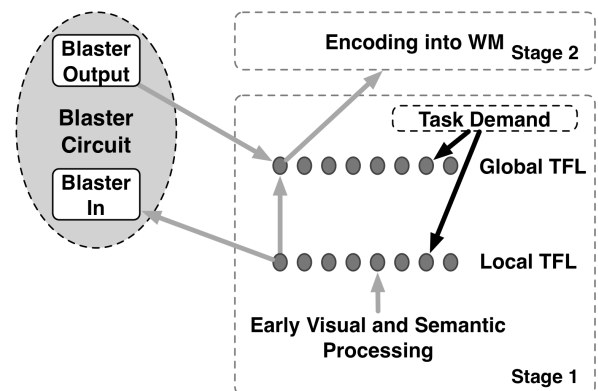 Blaster
Output
Blaster
Circuit
Blaster
In
Encoding into WM
Stage 2
Task Demand
Global TFL
Local TFL
Early Visual and Semantic
Processing
Stage 1